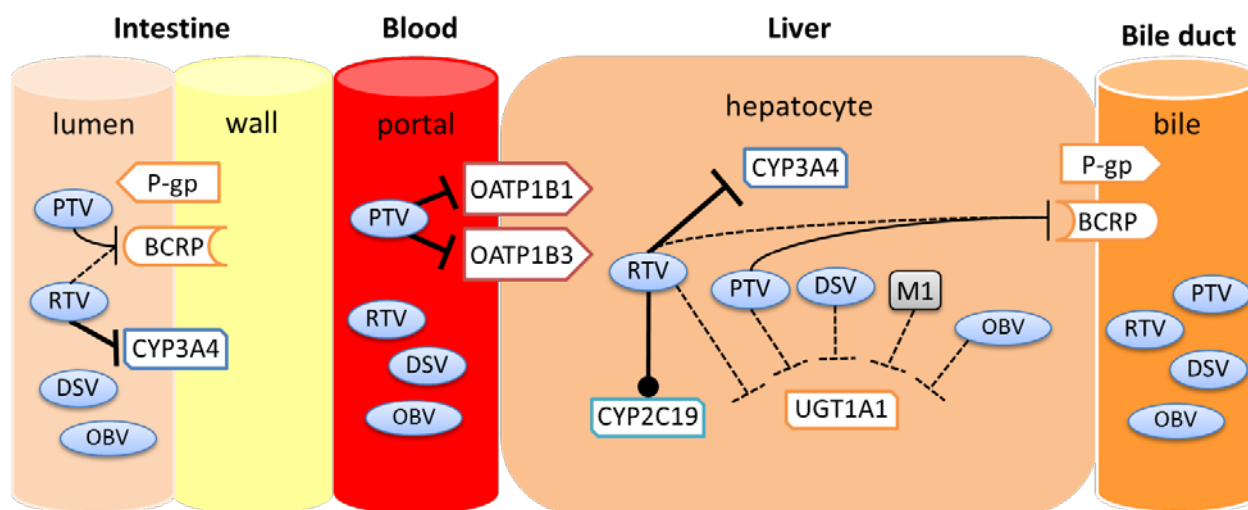 Intestine
Blood
Liver
Bile duct
lumen
wall
portal
hepatocyte
bile
P-gp
PTV
BCRP
RTV
CYP3A4
DSV
OBV
OATP1B1
PTV
OATP1B3
RTV
DSV
OBV
CYP3A4
RTV
PTV
DSV
M1
OBV
CYP2C19
UGT1A1
P-gp
BCRP
PTV
RTV
DSV
OBV